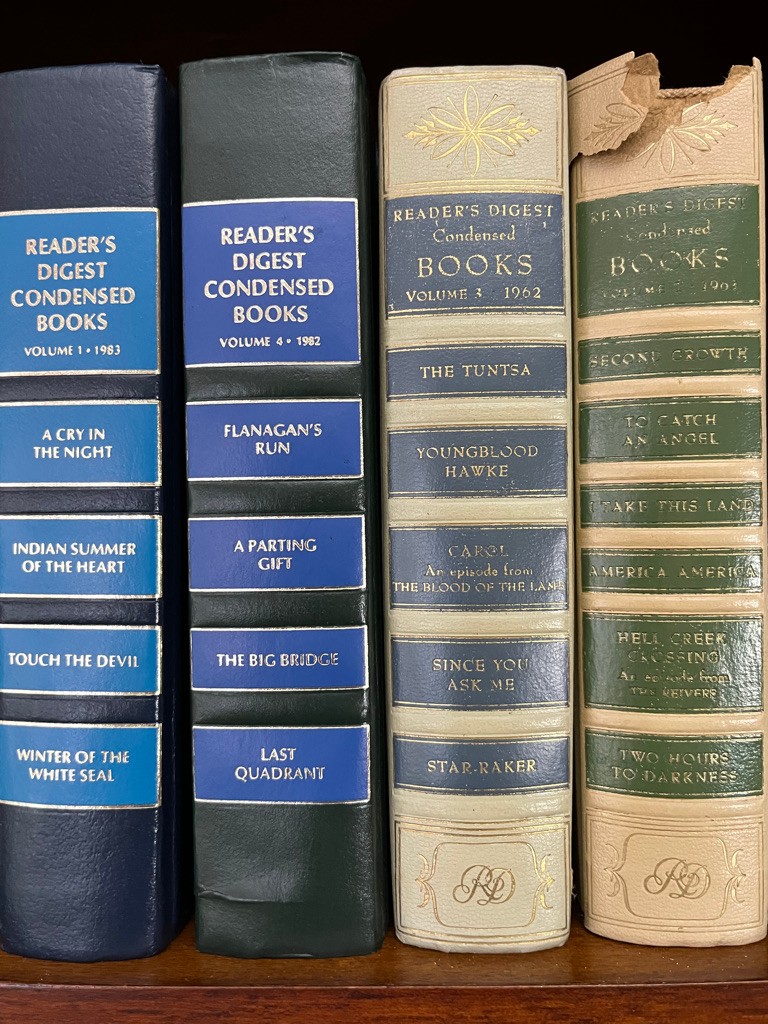 READER'S
DIGEST
CONDENSED
BOOKS
VOLUME 1 • 1983
A CRY IN
THE NIGHT
INDIAN SUMMER
OF THE HEART
TOUCH THE DEVIL
WINTER OF THE
WHITE SEAL
READER'S
DIGEST
CONDENSED
BOOKS
VOLUME 4 • 1982
FLANAGAN'S
RUN
A PARTING
GIFT
THE BIG BRIDGE
LAST
QUADRANT
READER'S DIGEST
Condensed
BOOKS
VOLUME 3 / 1962
THE TUNTSA
YOUNGBLOOD
HAWKE
CAROL
An episode from
THE BLOOD OF THE LAMB
SINCE YOU
ASK ME
STAR-RAKER
RD
READER'S DIGEST
Condensed
BOOKS
VOLUME 1963
SECOND GROWTH
TO CATCH
AN ANGEL
I TAKE THIS LAND
AMERICA, AMERICA
HELL CREEK
CROSSING
An episode from
THE REIVERS
TWO HOURS
TO DARKNESS
RD